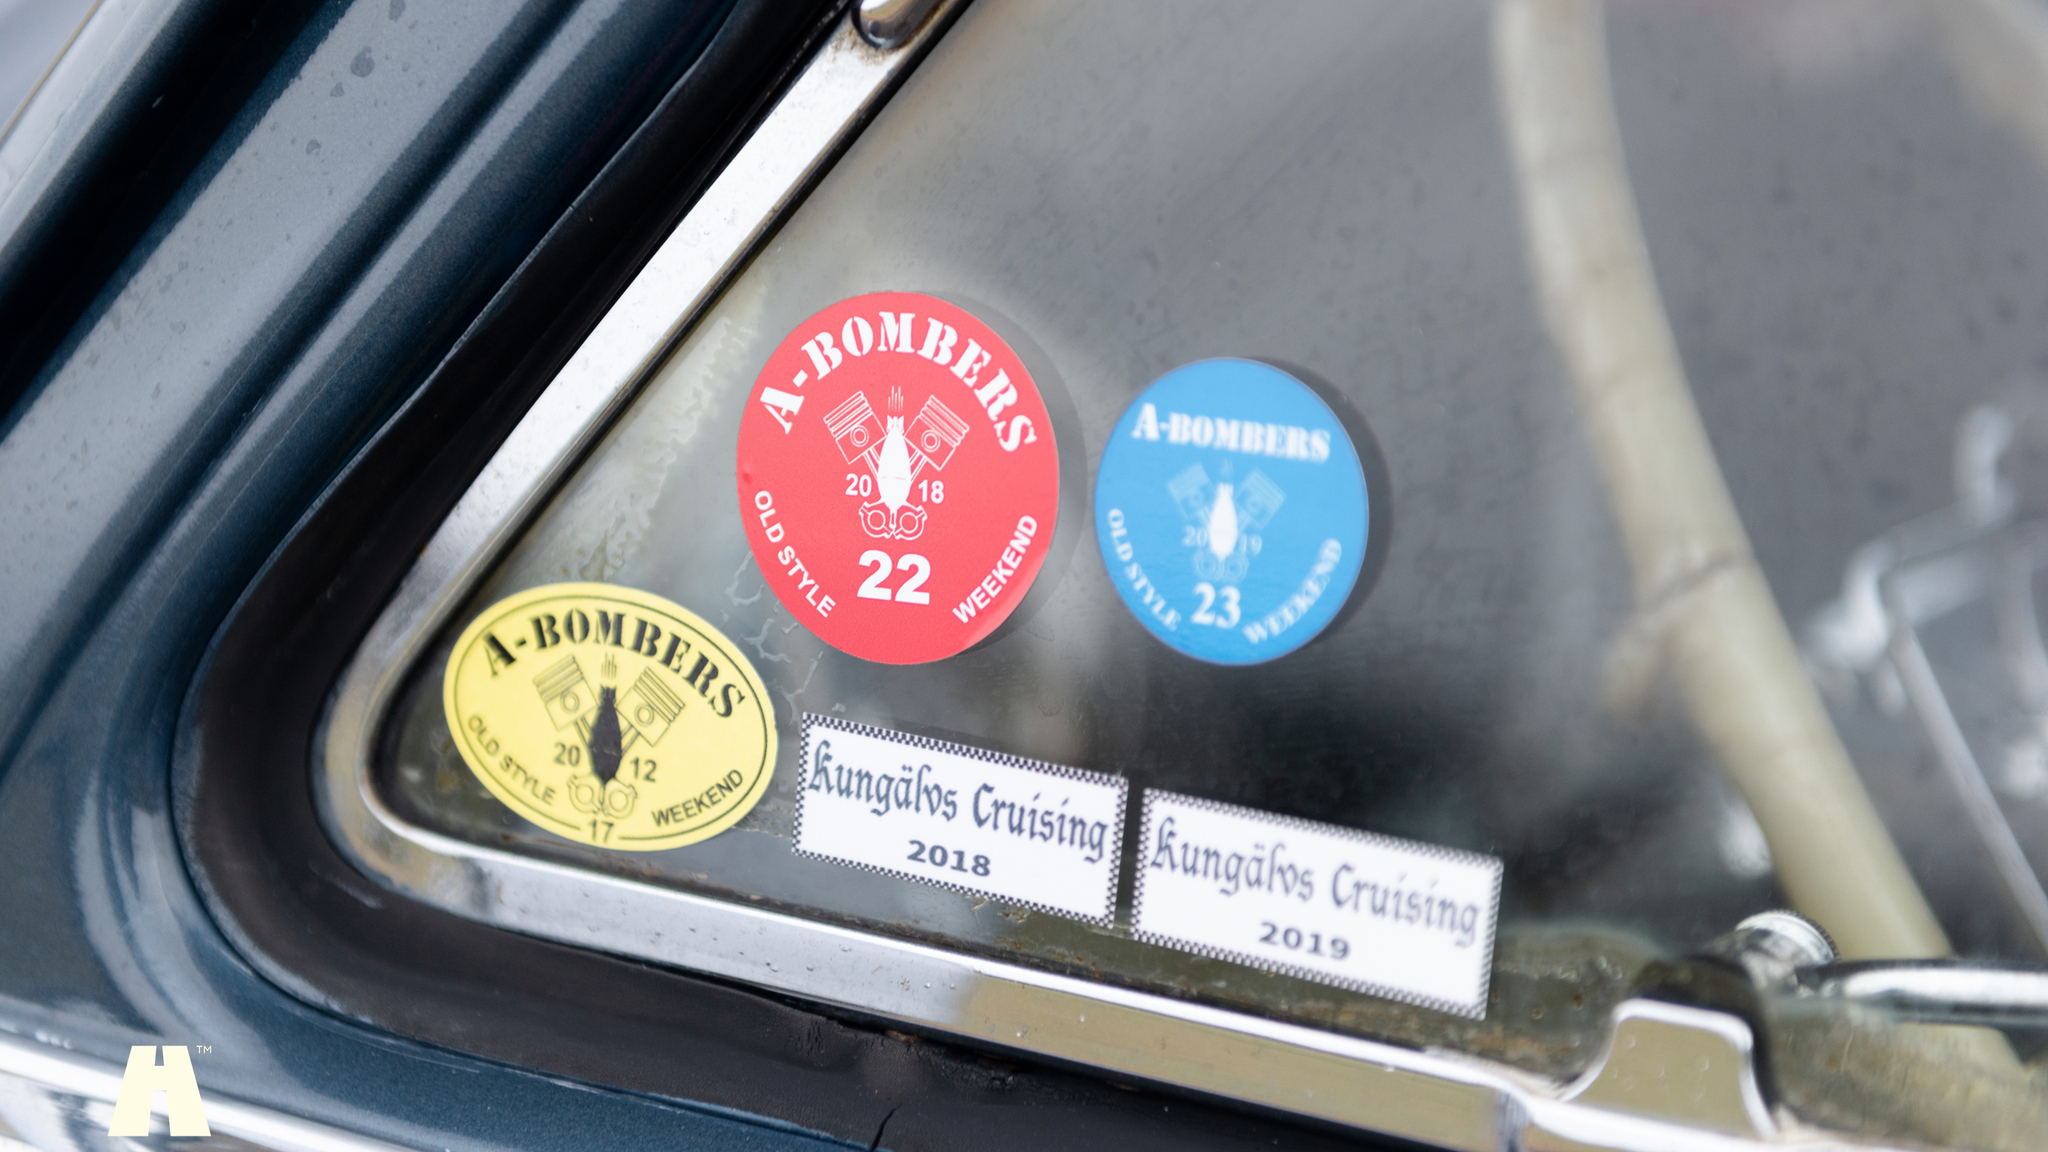 A-BOMBERS
20 18
OLD STYLE
22
WEEKEND
A-BOMBERS
20 19
OLD STYLE
23
WEEKEND
A-BOMBERS
20 12
OLD STYLE
17
WEEKEND
Kungälvs Cruising
2018
Kungälvs Cruising
2019
H™